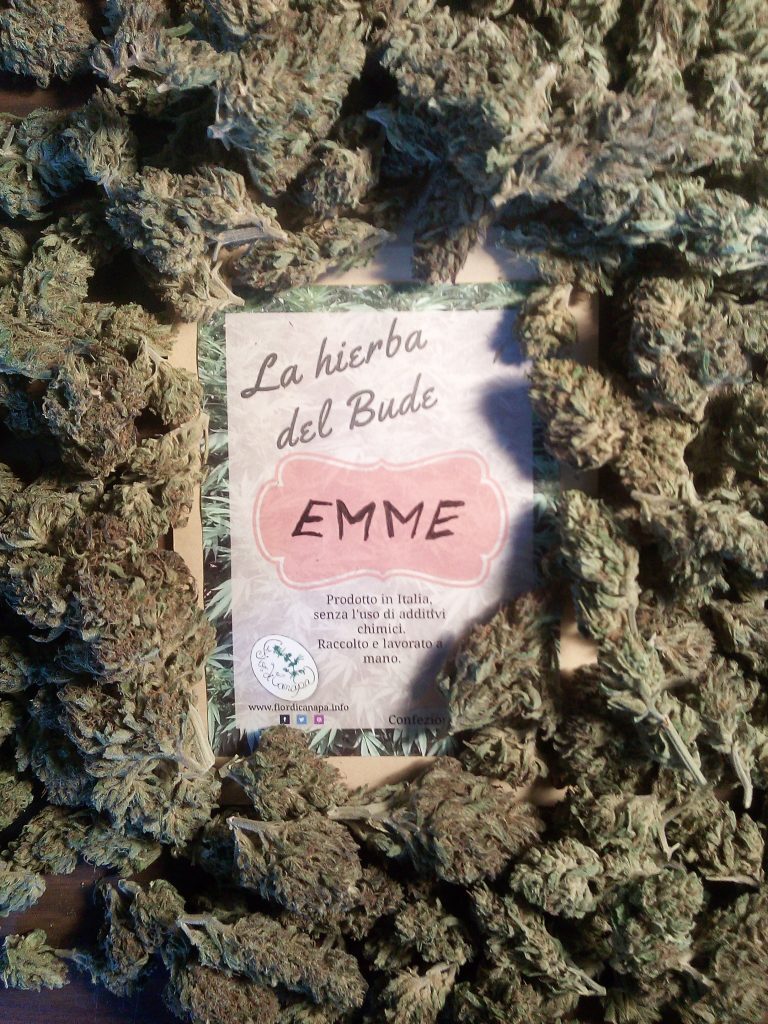 La hierba
del Bude
EMME
Prodotto in Italia,
senza l'uso di additivi
chimici.
Raccolto e lavorato a
mano.
www.fiordicanapa.info